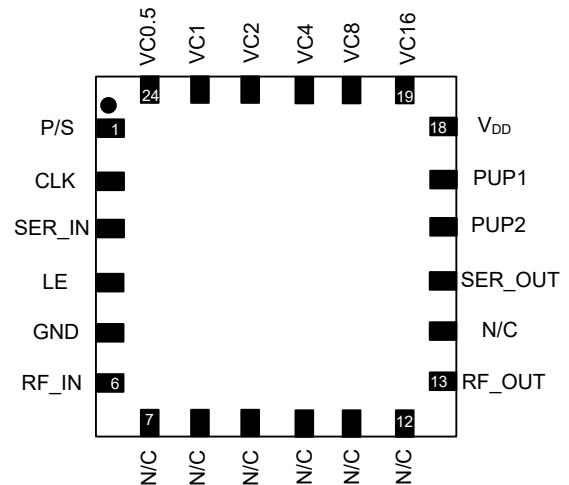 VC0.5
VC1
VC2
VC4
VC8
VC16
24
19
P/S
1
18
VDD
CLK
PUP1
SER_IN
PUP2
LE
SER_OUT
GND
N/C
RF_IN
6
13
RF_OUT
7
12
N/C
N/C
N/C
N/C
N/C
N/C